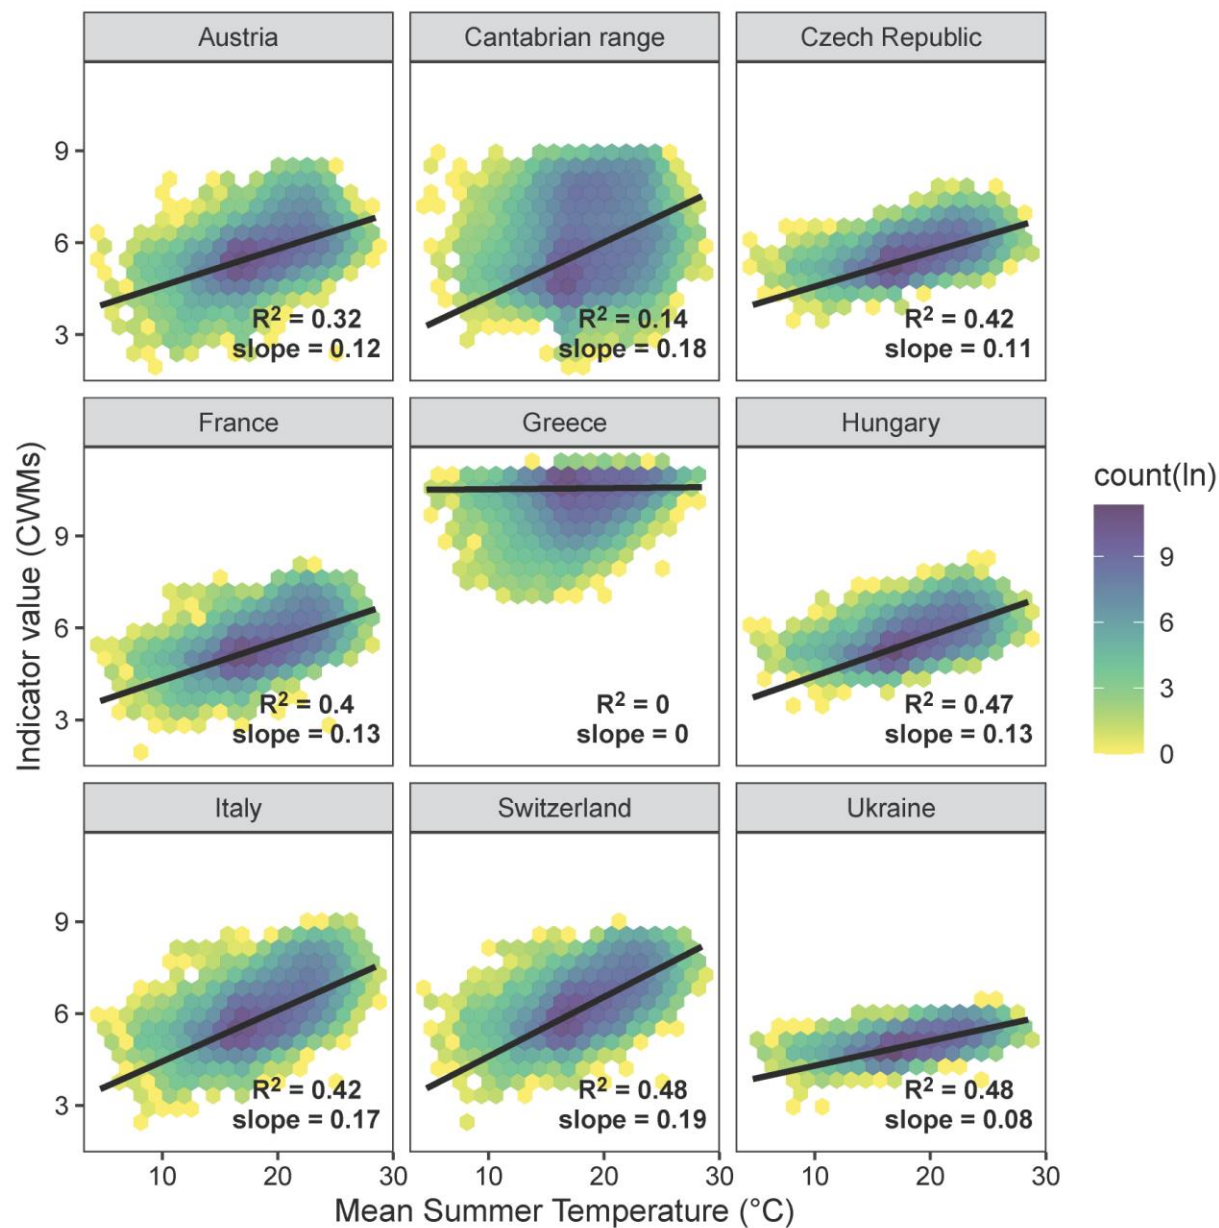 Austria
Cantabrian range
Czech Republic
9
6
3
R² = 0.32
slope = 0.12
R² = 0.14
slope = 0.18
R² = 0.42
slope = 0.11
France
Greece
Hungary
9
6
3
R² = 0.4
slope = 0.13
R² = 0
slope = 0
R² = 0.47
slope = 0.13
Italy
Switzerland
Ukraine
9
6
3
R² = 0.42
slope = 0.17
R² = 0.48
slope = 0.19
R² = 0.48
slope = 0.08
10 20 30
10 20 30
10 20 30
Mean Summer Temperature (°C)
Indicator value (CWMs)
count(ln)
9
6
3
0